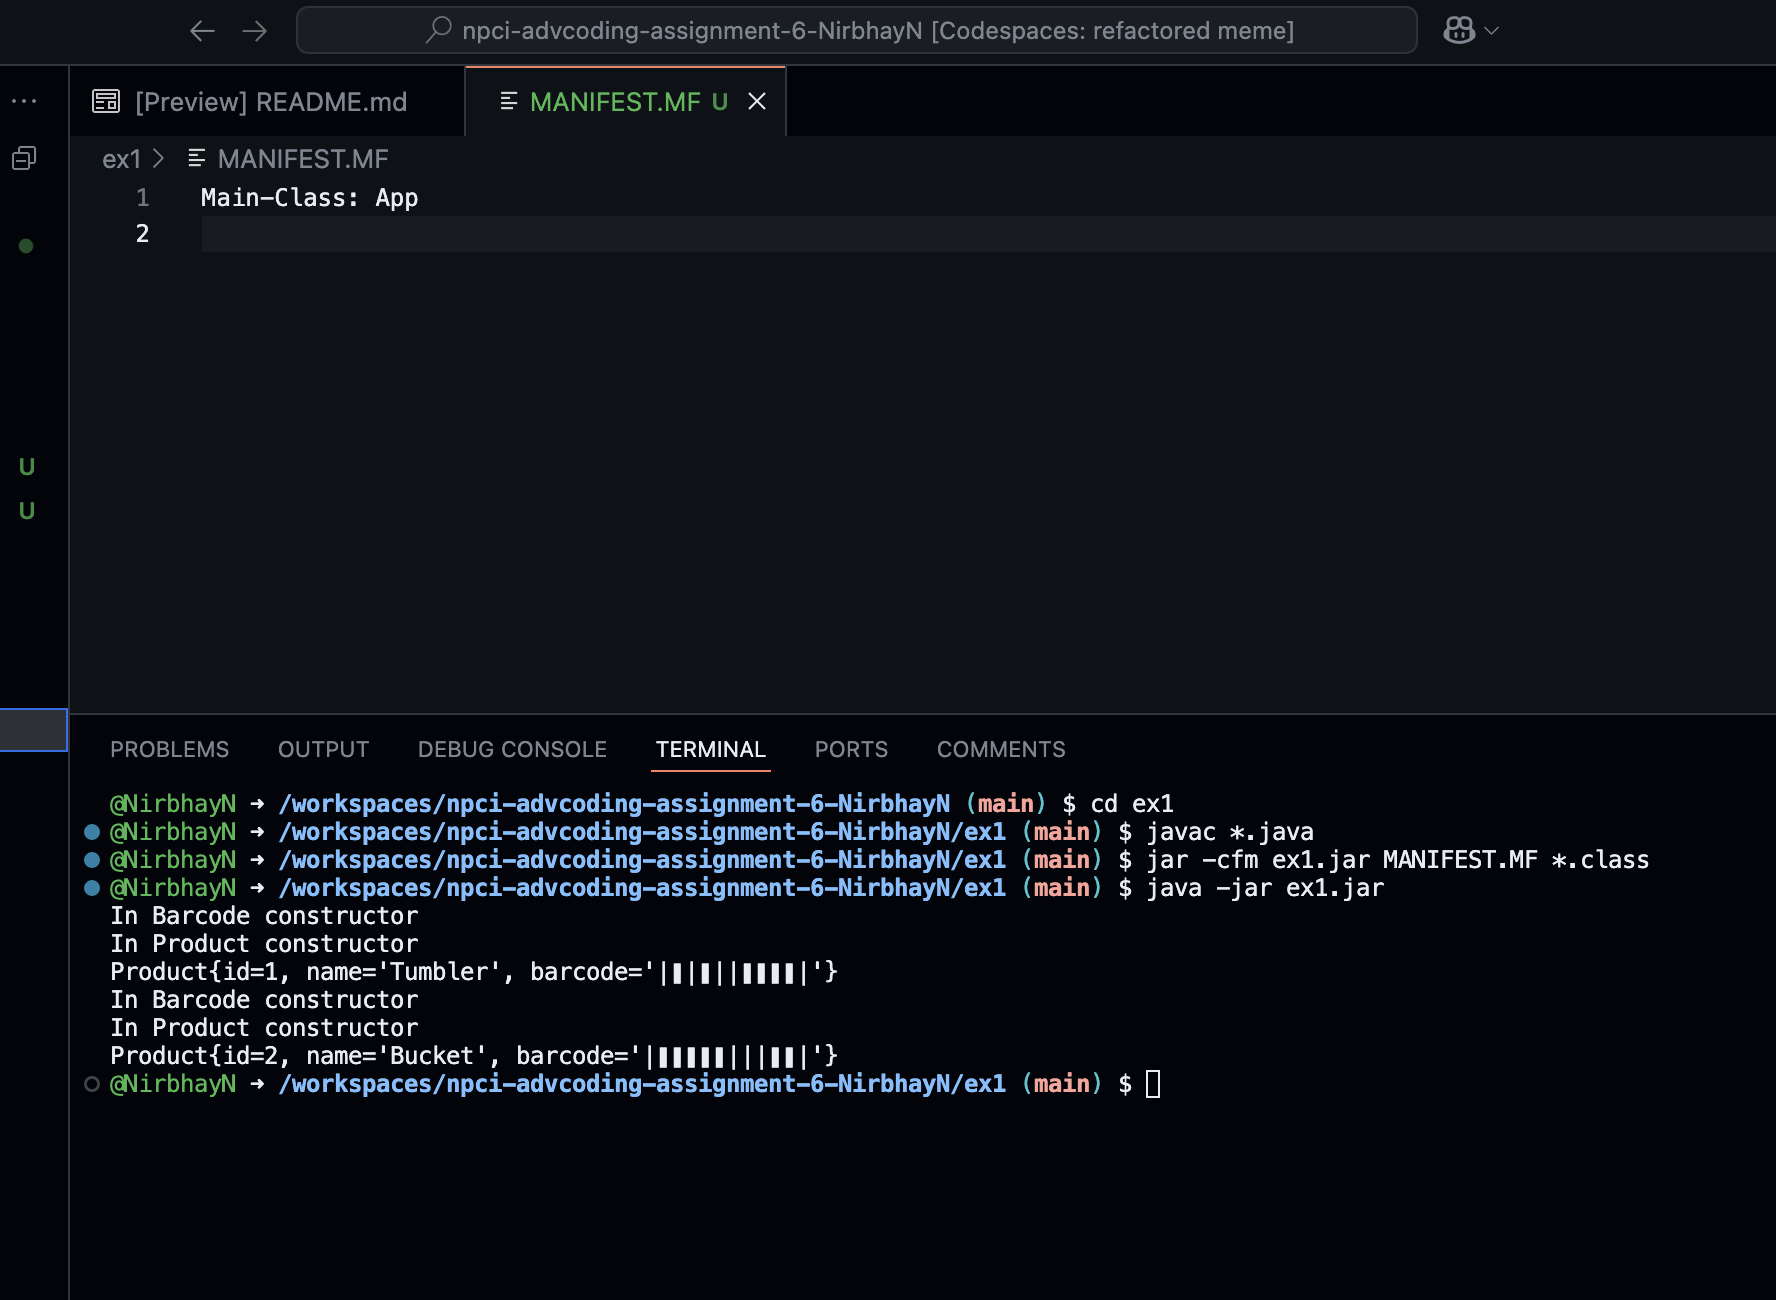 npci-advcoding-assignment-6-NirbhayN [Codespaces: refactored meme]
[Preview] README.md
MANIFEST.MF U
ex1 > MANIFEST.MF
1 Main-Class: App
2
U
U
PROBLEMS OUTPUT DEBUG CONSOLE TERMINAL PORTS COMMENTS
@NirbhayN ➜ /workspaces/npci-advcoding-assignment-6-NirbhayN (main) $ cd ex1
@NirbhayN ➜ /workspaces/npci-advcoding-assignment-6-NirbhayN/ex1 (main) $ javac *.java
@NirbhayN ➜ /workspaces/npci-advcoding-assignment-6-NirbhayN/ex1 (main) $ jar -cfm ex1.jar MANIFEST.MF *.class
@NirbhayN ➜ /workspaces/npci-advcoding-assignment-6-NirbhayN/ex1 (main) $ java -jar ex1.jar
In Barcode constructor
In Product constructor
Product{id=1, name='Tumbler', barcode='|▮|▮||▮▮▮▮|'}
In Barcode constructor
In Product constructor
Product{id=2, name='Bucket', barcode='|▮▮▮▮▮|||▮▮|'}
@NirbhayN ➜ /workspaces/npci-advcoding-assignment-6-NirbhayN/ex1 (main) $